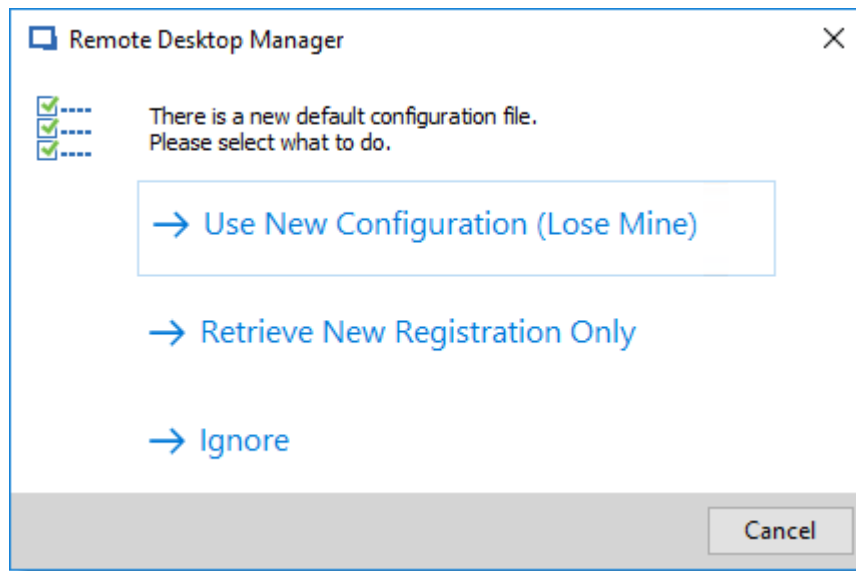 Remote Desktop Manager
There is a new default configuration file.
Please select what to do.
Use New Configuration (Lose Mine)
Retrieve New Registration Only
Ignore
Cancel